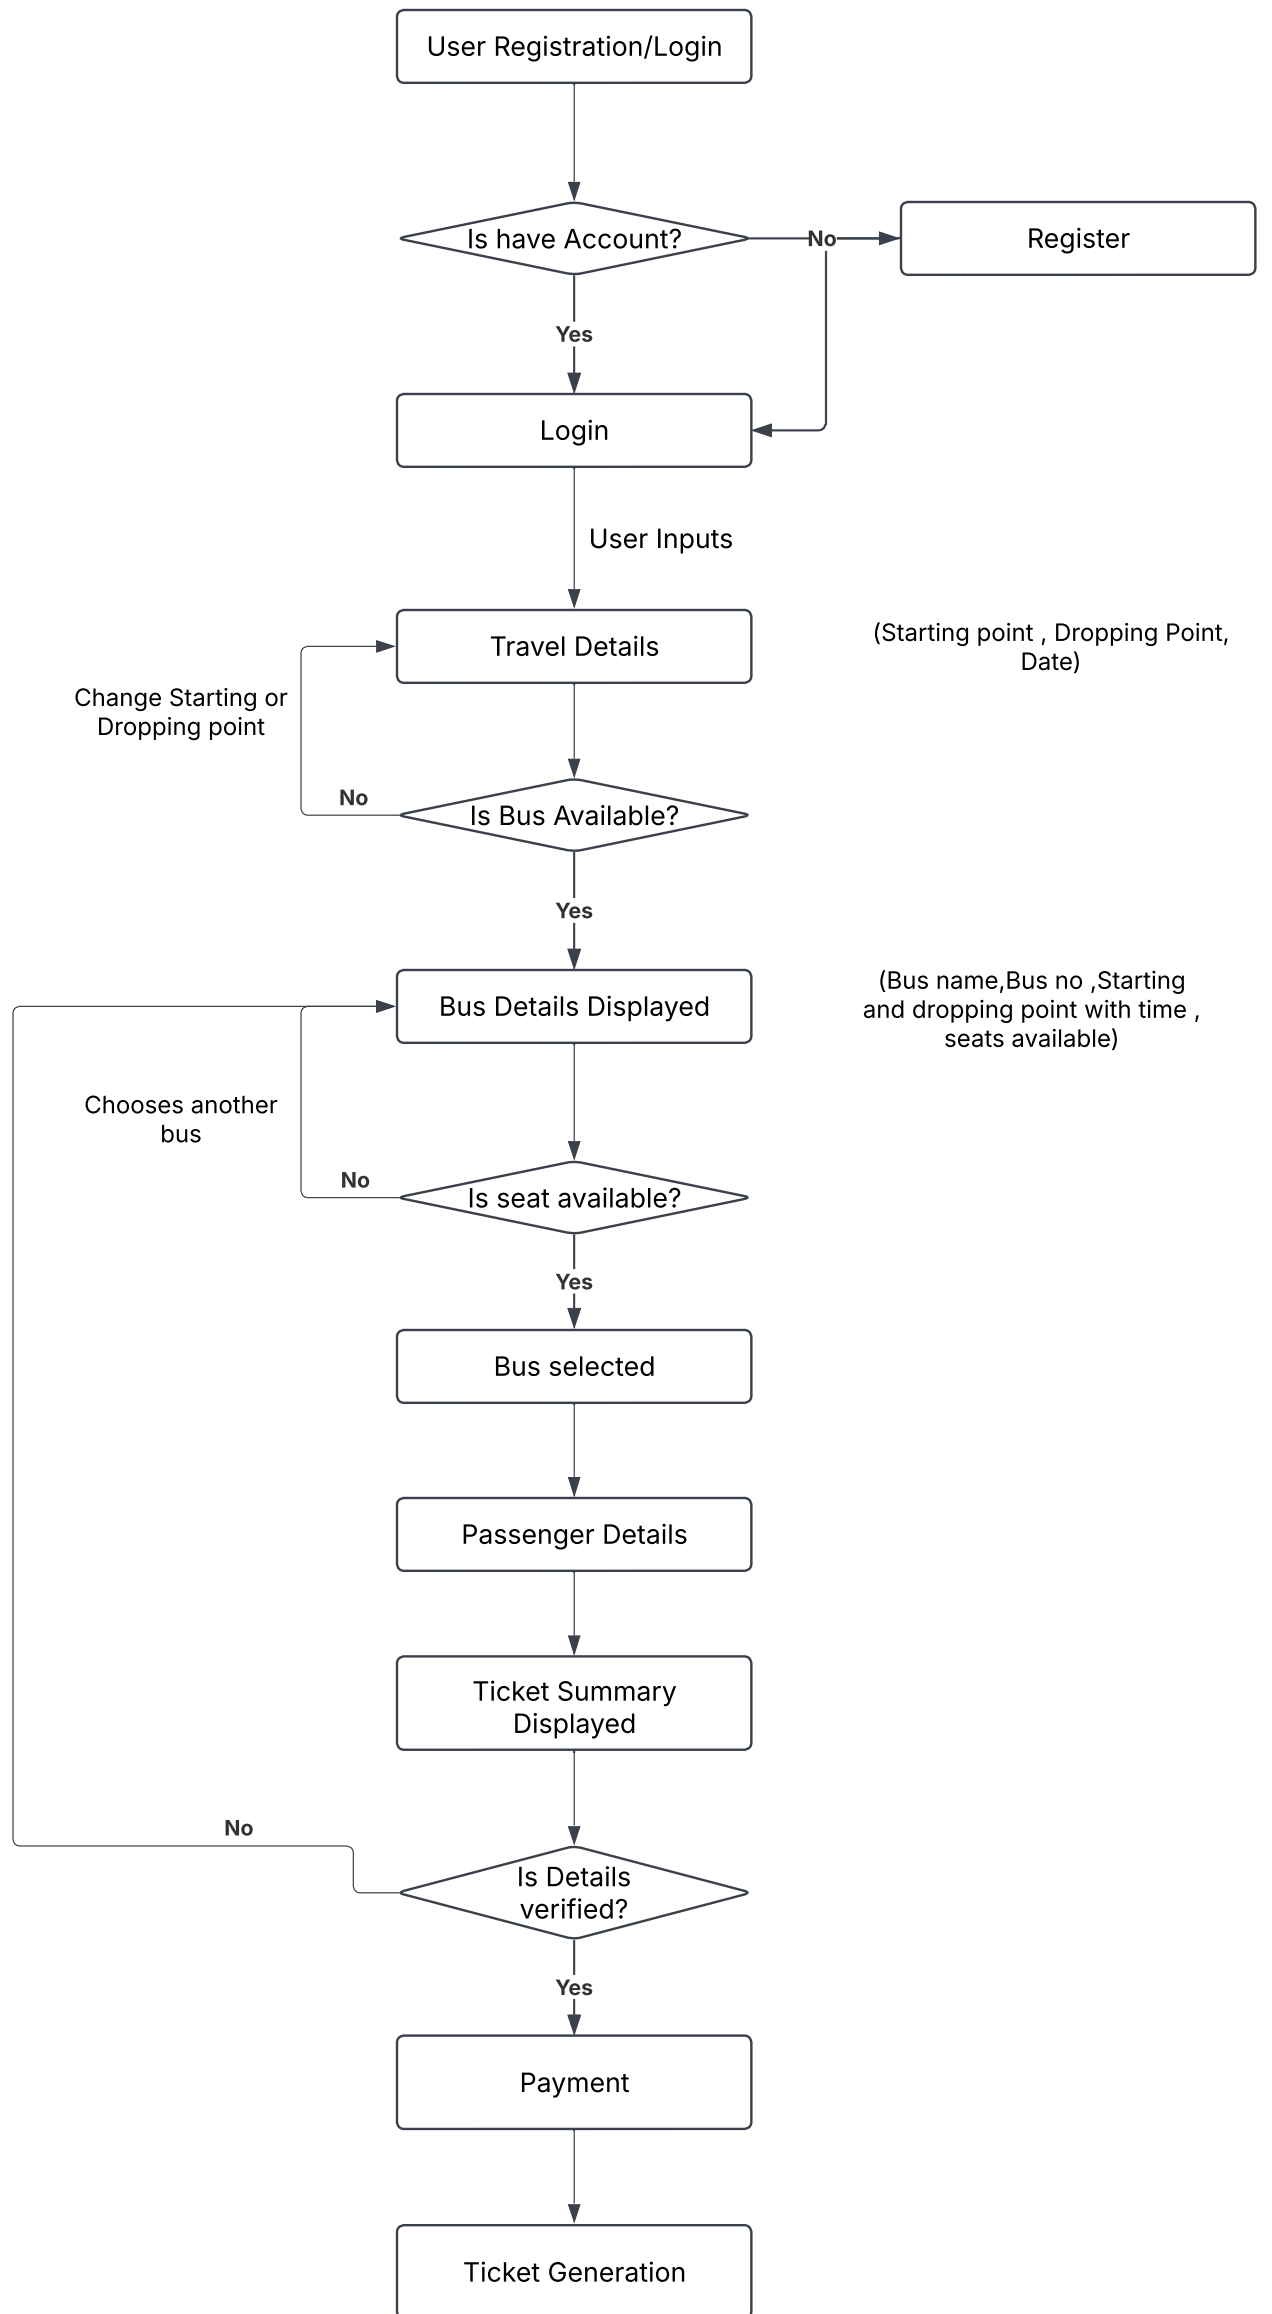 User Registration/Login
Is have Account?
No
Register
Yes
Login
User Inputs
Travel Details
(Starting point , Dropping Point,
Date)
Change Starting or
Dropping point
No
Is Bus Available?
Yes
Bus Details Displayed
(Bus name,Bus no ,Starting
and dropping point with time ,
seats available)
Chooses another
bus
No
Is seat available?
Yes
Bus selected
Passenger Details
Ticket Summary
Displayed
No
Is Details
verified?
Yes
Payment
Ticket Generation